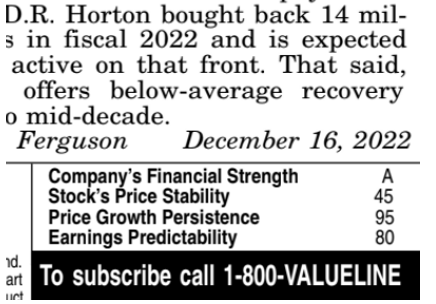 D.R. Horton bought back 14 mil-
s in fiscal 2022 and is expected
active on that front. That said,
offers below-average recovery
o mid-decade.
Ferguson December 16, 2022
Company's Financial Strength A
Stock's Price Stability 45
Price Growth Persistence 95
Earnings Predictability 80
nd.
art
uct
To subscribe call 1-800-VALUELINE